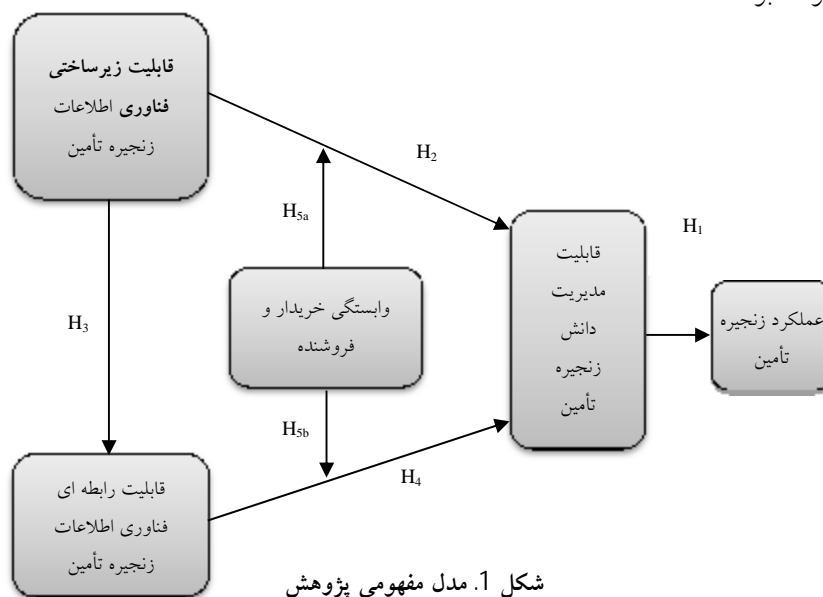 قابلیت زیرساختی
فناوری اطلاعات
زنجیره تأمین
H2
H5a
H1
قابلیت
مدیریت
دانش
زنجیره
تأمین
وابستگی خریدار و
فروشنده
عملکرد زنجیره
تأمین
H3
H5b
H4
قابلیت رابطه ای
فناوری اطلاعات
زنجیره تأمین
شکل 1. مدل مفهومی پژوهش